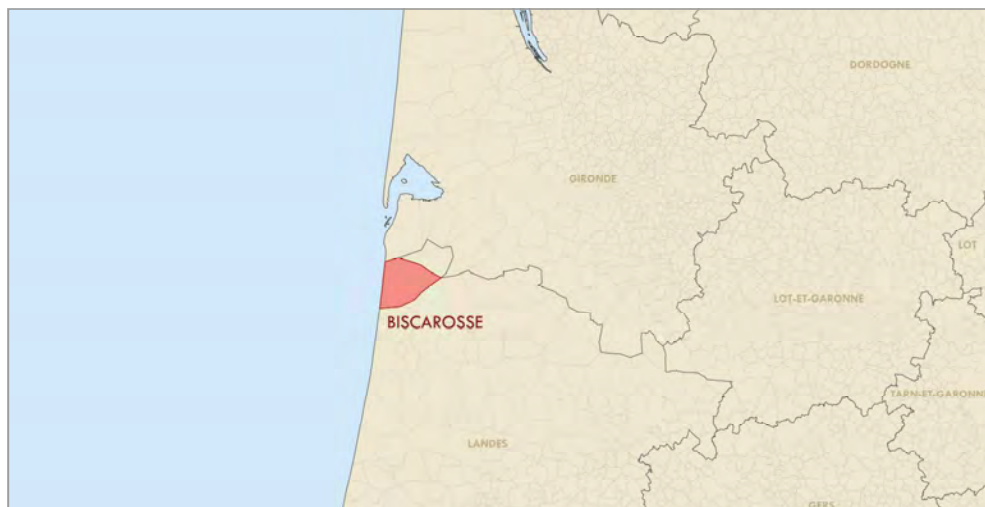 DORDOGNE
GIRONDE
LOT
LOT-ET-GARONNE
BISCAROSSE
TARN-ET-GARONNE
LANDES
GERS